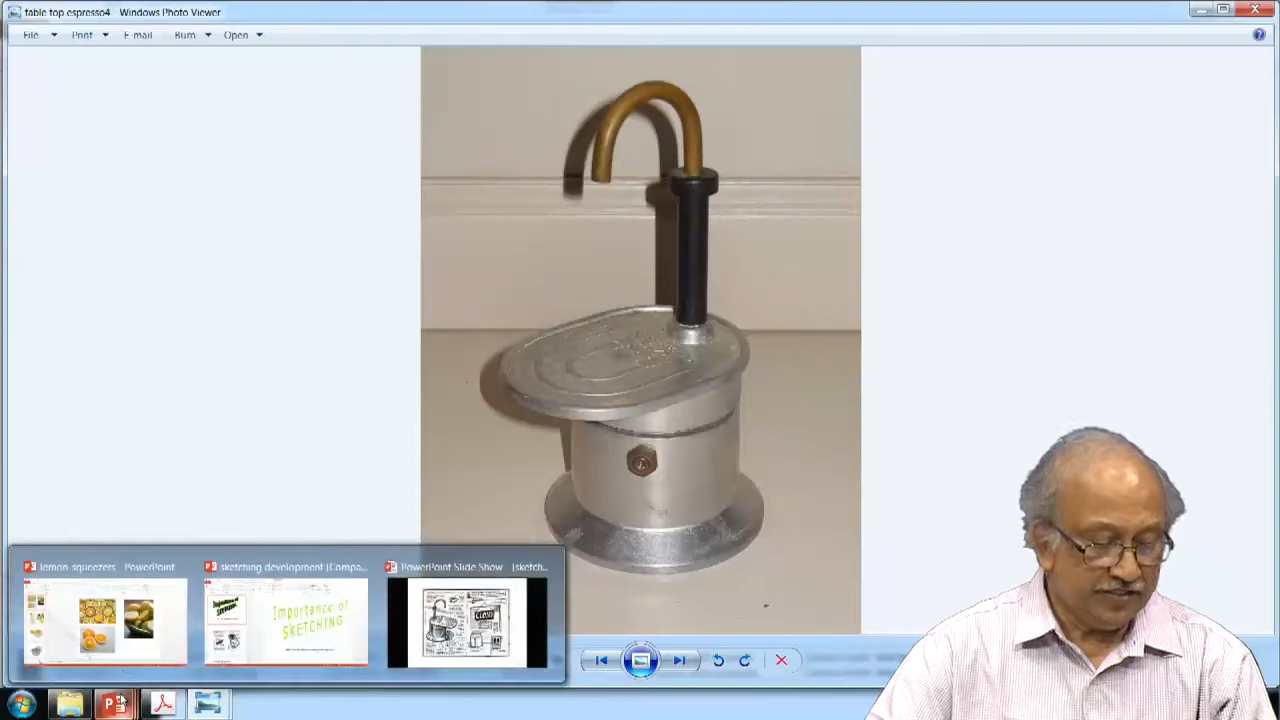 table top espresso4 - Windows Photo Viewer
File Print E-mail Burn Open
lemon squeezers - PowerPoint
sketching development [Compa...
PowerPoint Slide Show - [sketch...
Importance of
SKETCHING